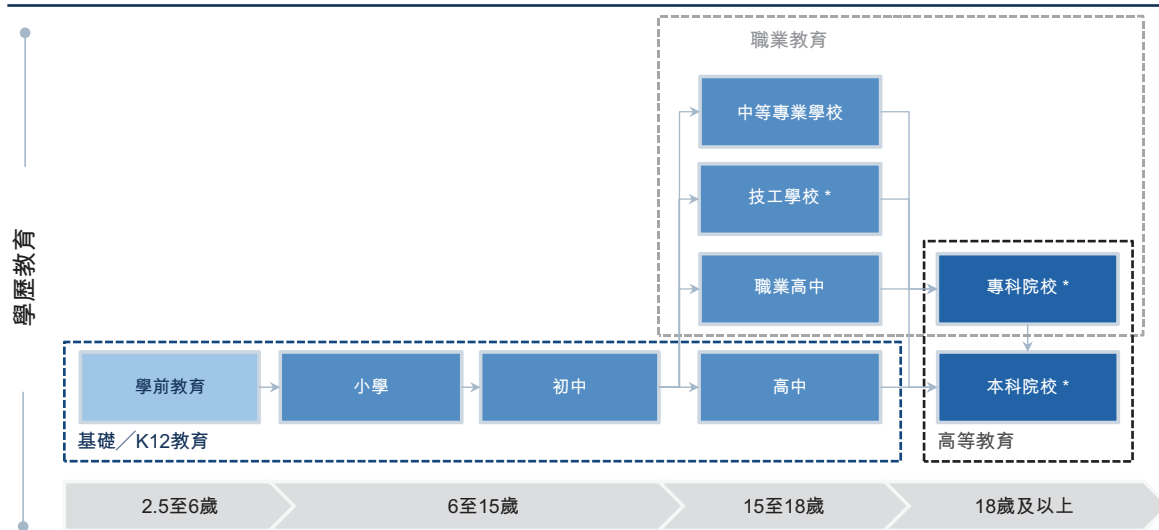 職業教育
中等專業學校
技工學校 *
職業高中
專科院校 *
學歷教育
學前教育
小學
初中
高中
本科院校 *
基礎／K12教育
高等教育
2.5至6歲
6至15歲
15至18歲
18歲及以上